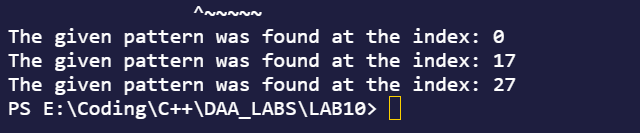 ^~~~~~
The given pattern was found at the index: 0
The given pattern was found at the index: 17
The given pattern was found at the index: 27
PS E:\Coding\C++\DAA_LABS\LAB10>